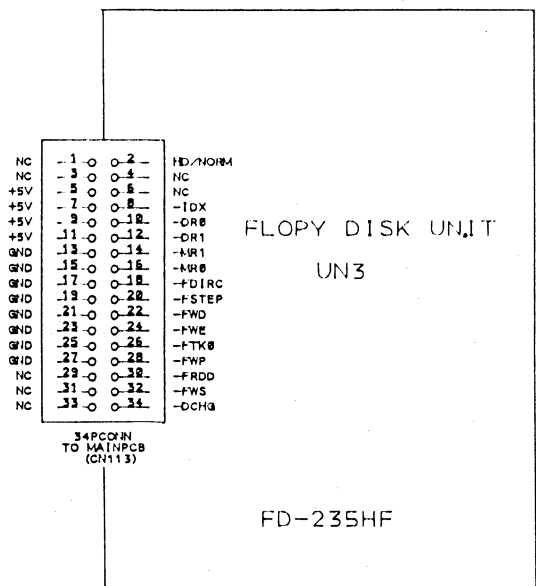 NC 1 2 HD/NORM
NC 3 4 NC
+5V 5 6 NC
+5V 7 8 -IDX
+5V 9 10 -DR0
+5V 11 12 -DR1
GND 13 14 -MR1
GND 15 16 -MR0
GND 17 18 -FDIRC
GND 19 20 -FSTEP
GND 21 22 -FWD
GND 23 24 -FWE
GND 25 26 -FTK0
GND 27 28 -FWP
NC 29 30 -FRDD
NC 31 32 -FWS
NC 33 34 -DCHG
34PCONN
TO MAINPCB
(CN113)
FLOPY DISK UNIT
UN3
FD-235HF